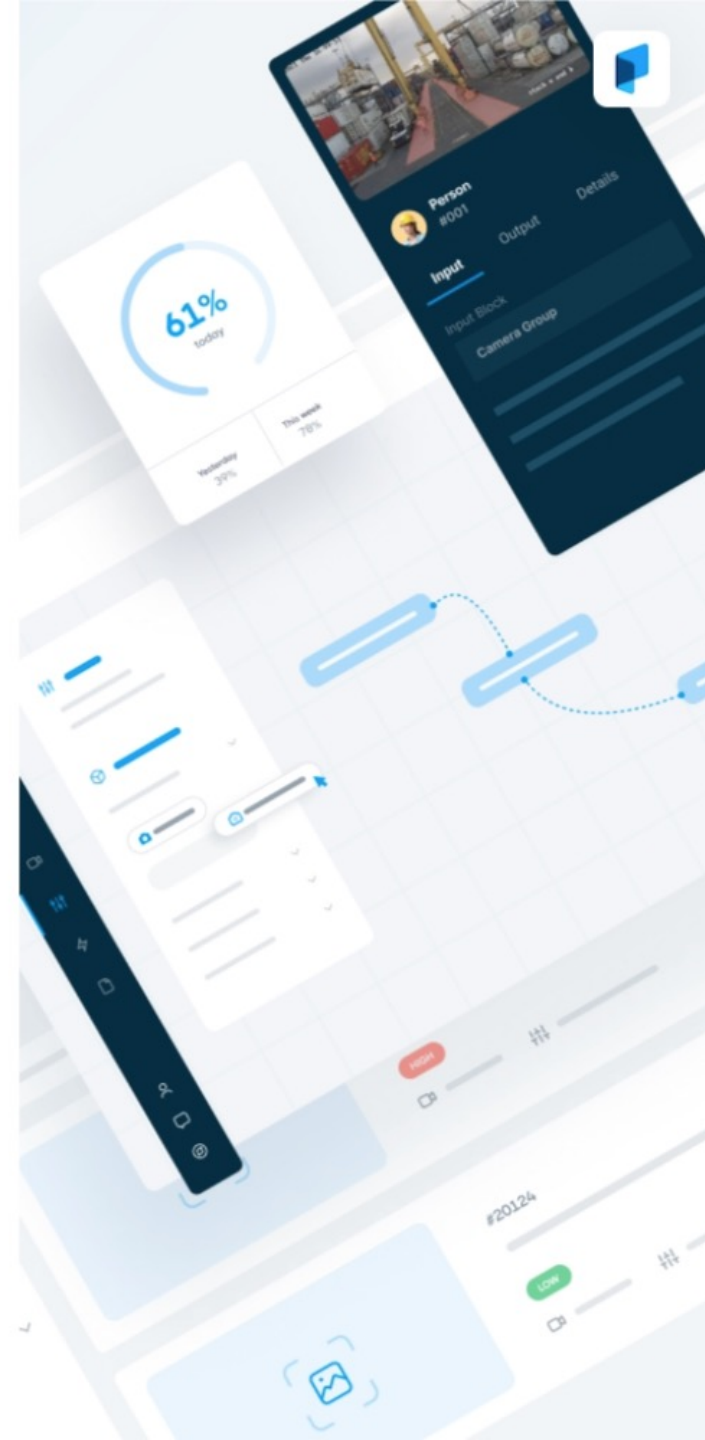 Person
#001
Input
Output
Details
Input Block
Camera Group
61%
today
Yesterday
39%
This week
78%
HIGH
#20124
LOW